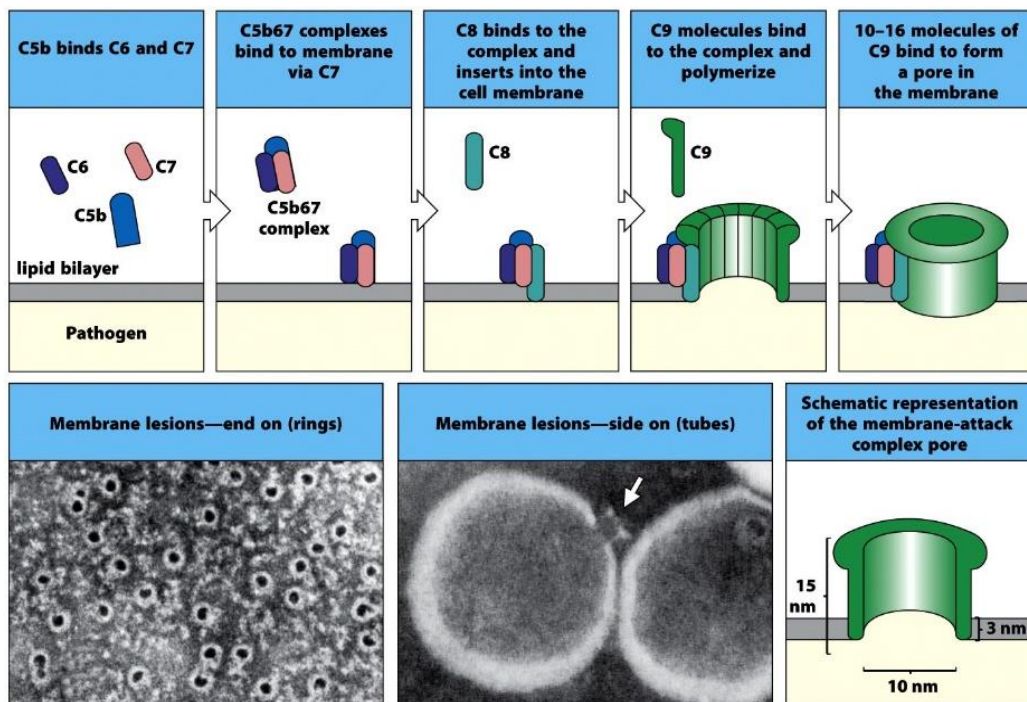 C5b binds C6 and C7
C5b67 complexes
bind to membrane
via C7
C8 binds to the
complex and
inserts into the
cell membrane
C9 molecules bind
to the complex and
polymerize
10–16 molecules of
C9 bind to form
a pore in
the membrane
C6
C7
C5b
lipid bilayer
Pathogen
C5b67
complex
C8
C9
Membrane lesions—end on (rings)
Membrane lesions—side on (tubes)
Schematic representation
of the membrane-attack
complex pore
15
nm
3 nm
10 nm